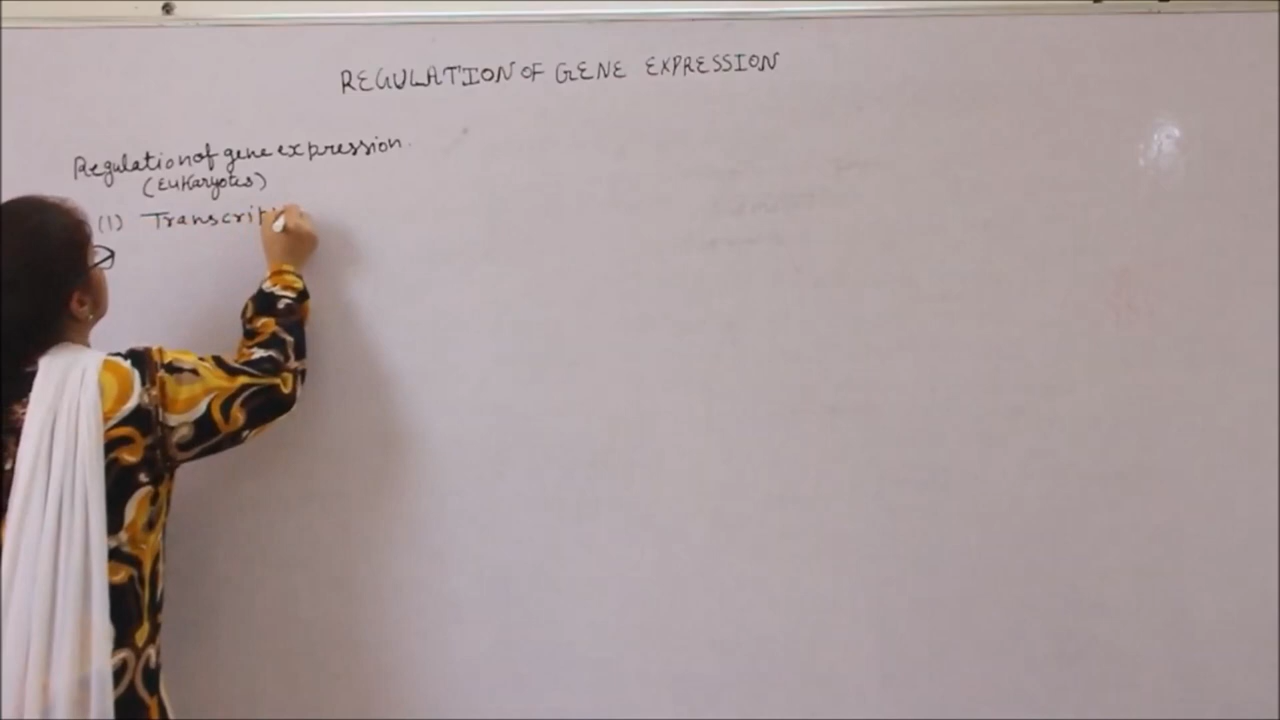 REGULATION OF GENE EXPRESSION
Regulation of gene expression.
(Eukaryotes)
(1) Transcrip